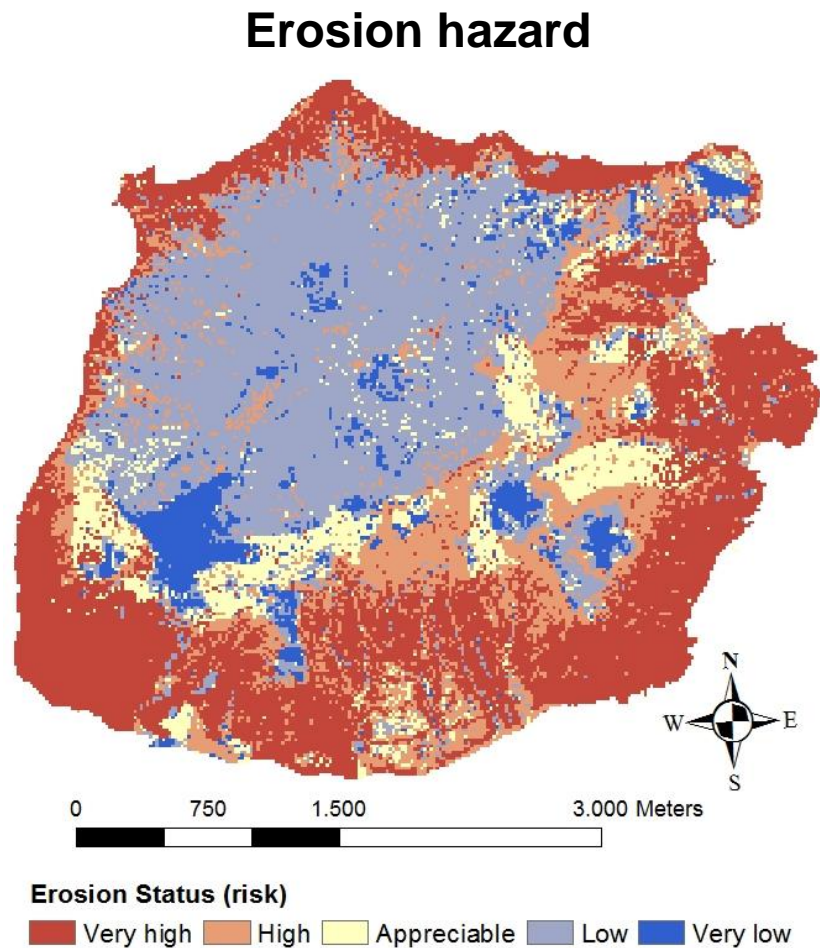 Erosion hazard
N
W E
S
0 750 1.500 3.000 Meters
Erosion Status (risk)
Very high High Appreciable Low Very low